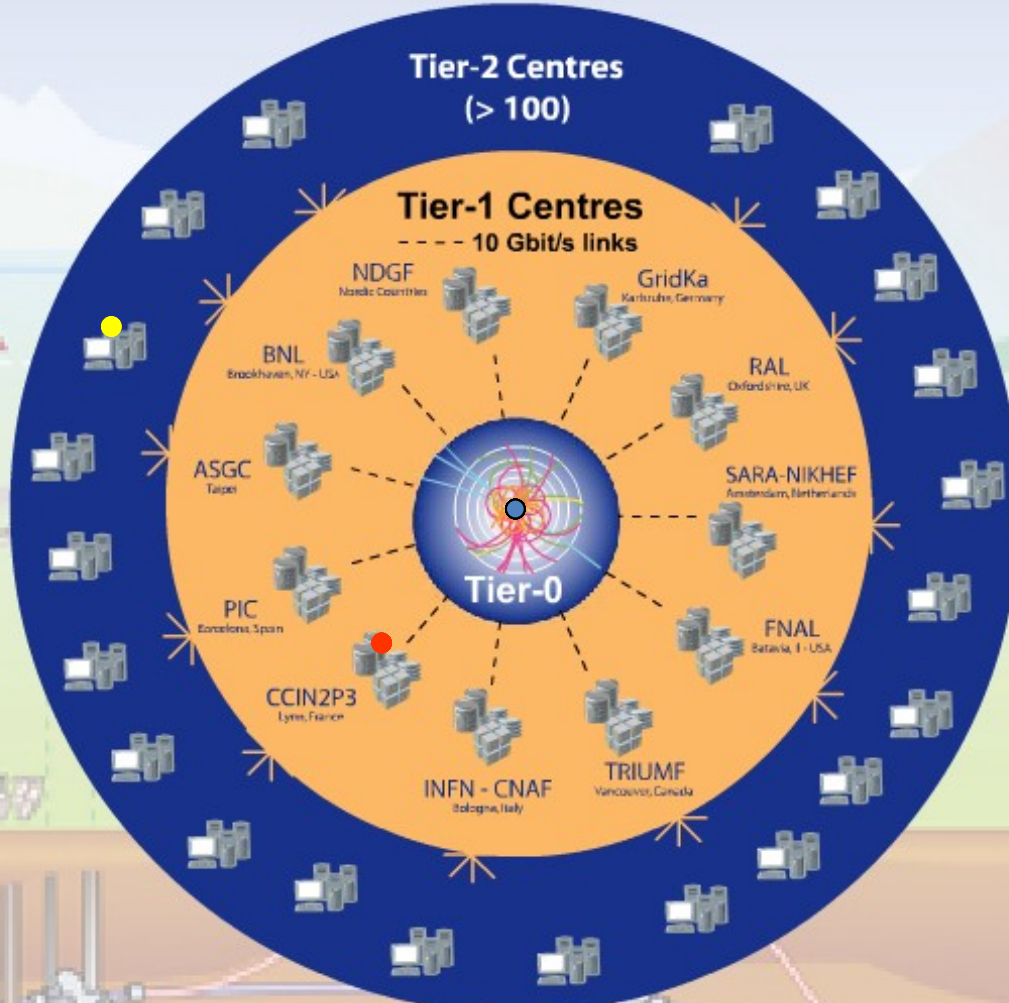 Tier-2 Centres
(> 100)
Tier-1 Centres
---- 10 Gbit/s links
NDGF
Nordic Countries
GridKa
Karlsruhe, Germany
BNL
Brookhaven, NY - USA
RAL
Oxfordshire, UK
ASGC
Taipei
SARA-NIKHEF
Amsterdam, Netherlands
Tier-0
PIC
Barcelona, Spain
FNAL
Batavia, Il - USA
CCIN2P3
Lyon, France
TRIUMF
Vancouver, Canada
INFN - CNAF
Bologna, Italy